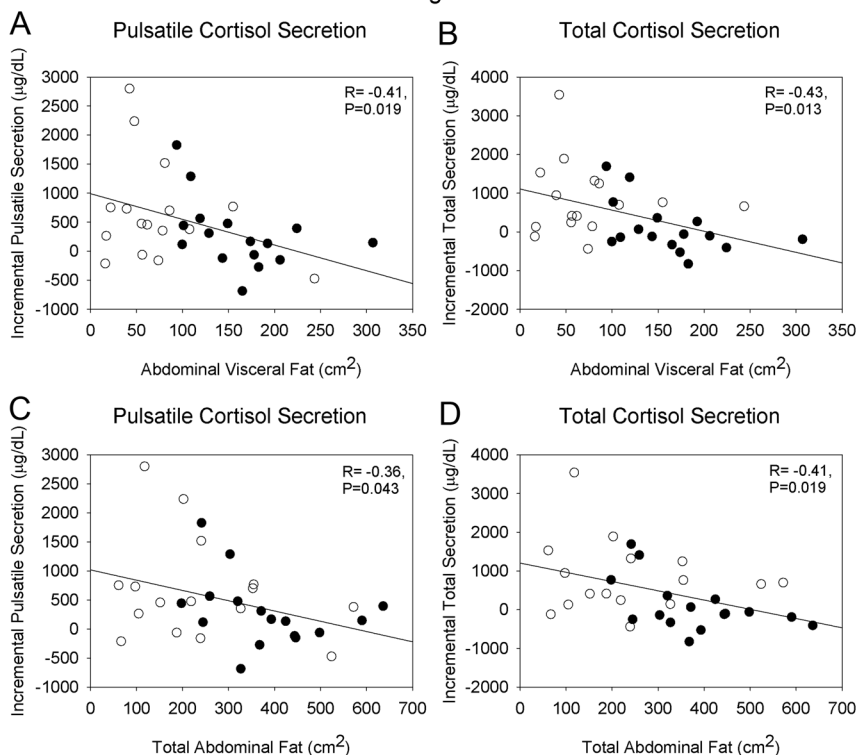 A
Pulsatile Cortisol Secretion
Incremental Pulsatile Secretion (µg/dL)
3000
2500
2000
1500
1000
500
0
-500
-1000
R= -0.41,
P=0.019
0 50 100 150 200 250 300 350
Abdominal Visceral Fat (cm²)
B
Total Cortisol Secretion
Incremental Total Secretion (µg/dL)
4000
3000
2000
1000
0
-1000
-2000
R= -0.43,
P=0.013
0 50 100 150 200 250 300 350
Abdominal Visceral Fat (cm²)
C
Pulsatile Cortisol Secretion
Incremental Pulsatile Secretion (µg/dL)
3000
2500
2000
1500
1000
500
0
-500
-1000
R= -0.36,
P=0.043
0 100 200 300 400 500 600 700
Total Abdominal Fat (cm²)
D
Total Cortisol Secretion
Incremental Total Secretion (µg/dL)
4000
3000
2000
1000
0
-1000
-2000
R= -0.41,
P=0.019
0 100 200 300 400 500 600 700
Total Abdominal Fat (cm²)